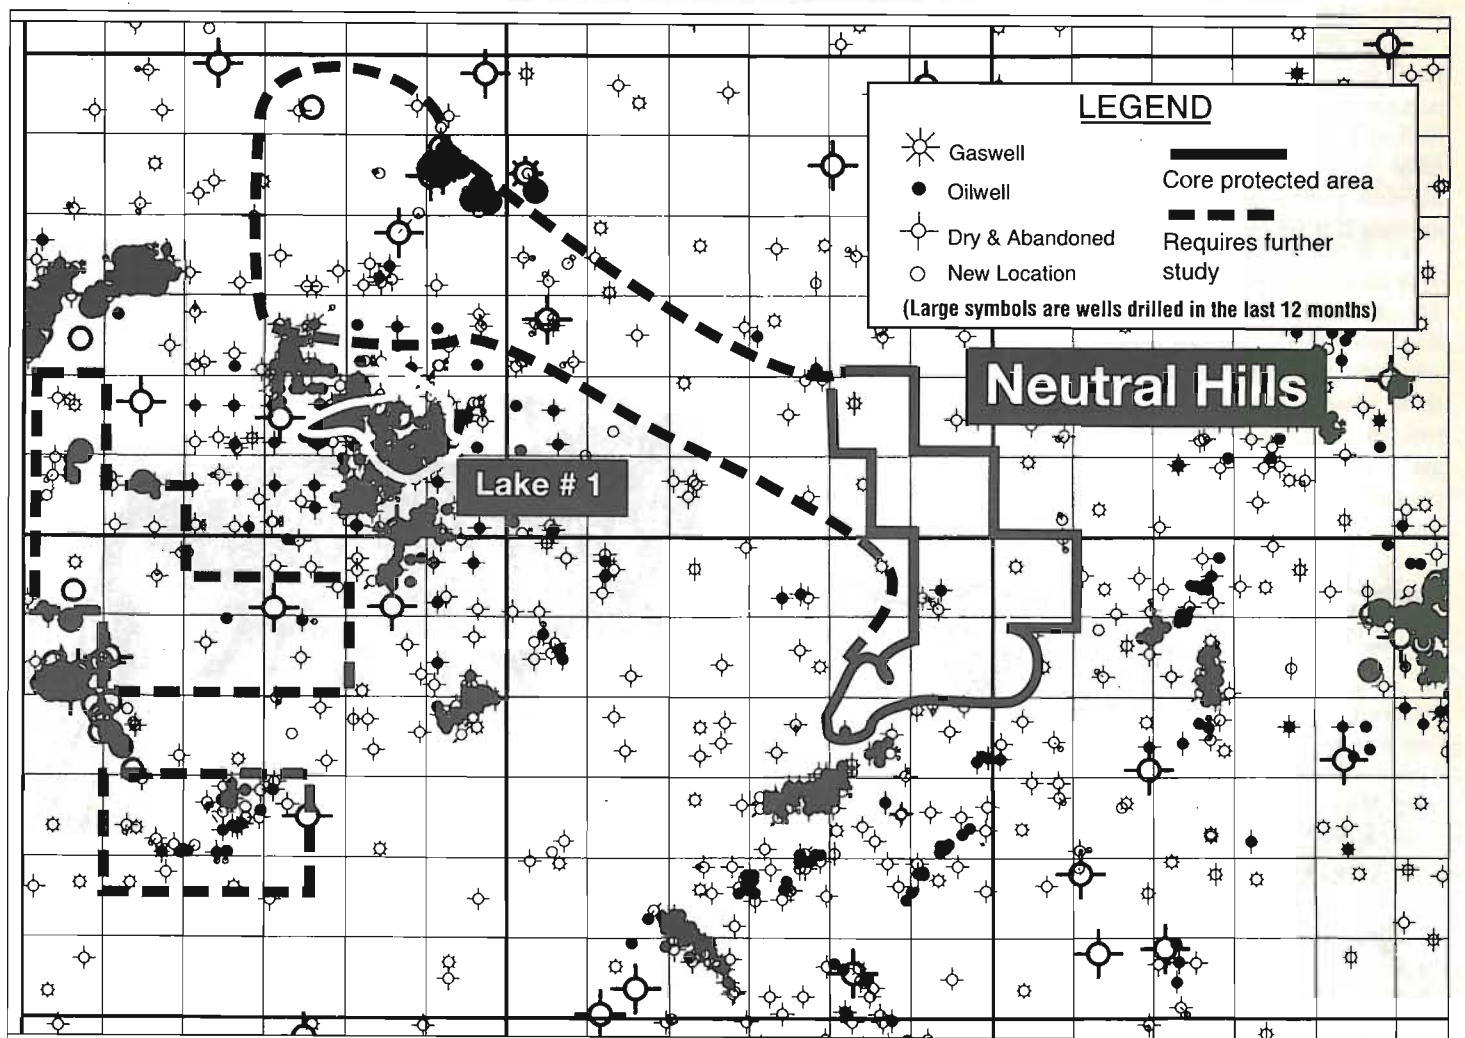 LEGEND
Gaswell
Oilwell
Dry & Abandoned
New Location
Core protected area
Requires further
study
(Large symbols are wells drilled in the last 12 months)
Neutral Hills
Lake # 1